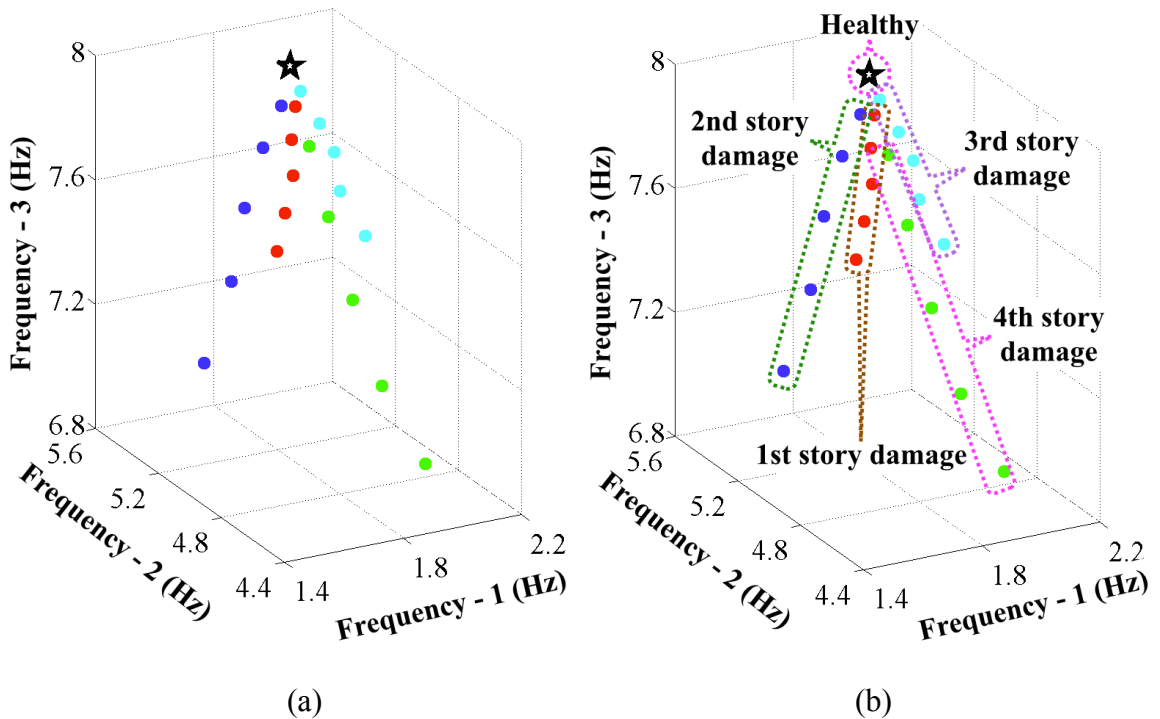 8
7.6
7.2
6.8
Frequency - 3 (Hz)
5.6
5.2
4.8
4.4
Frequency - 2 (Hz)
1.4
1.8
2.2
Frequency - 1 (Hz)
(a)
Healthy
2nd story
damage
3rd story
damage
4th story
damage
1st story damage
8
7.6
7.2
6.8
Frequency - 3 (Hz)
5.6
5.2
4.8
4.4
Frequency - 2 (Hz)
1.4
1.8
2.2
Frequency - 1 (Hz)
(b)